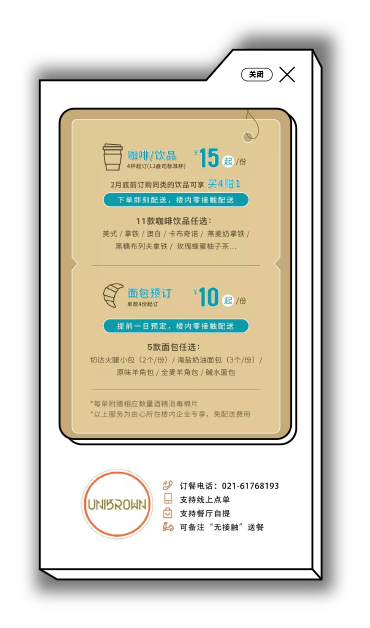 关闭
咖啡/饮品
4杯起订(12盎司标准杯)
¥15起/份
2月底前订购同类的饮品可享 买4赠1
下单即刻配送，楼内零接触配送
11款咖啡饮品任选：
美式 / 拿铁 / 澳白 / 卡布奇诺 / 燕麦奶拿铁 /
黑糖布列夫拿铁 / 玫瑰蜂蜜柚子茶...
面包预订
单款4份起订
¥10起/份
提前一日预定，楼内零接触配送
5款面包任选：
切达火腿小包（2个/份）/ 海盐奶油面包（3个/份）/
原味羊角包 / 全麦羊角包 / 碱水面包
*每单附赠相应数量酒精消毒棉片
*以上服务为由心所在楼内企业专享，免配送费用
UNIBROWN
订餐电话：021-61768193
支持线上点单
支持餐厅自提
可备注“无接触”送餐